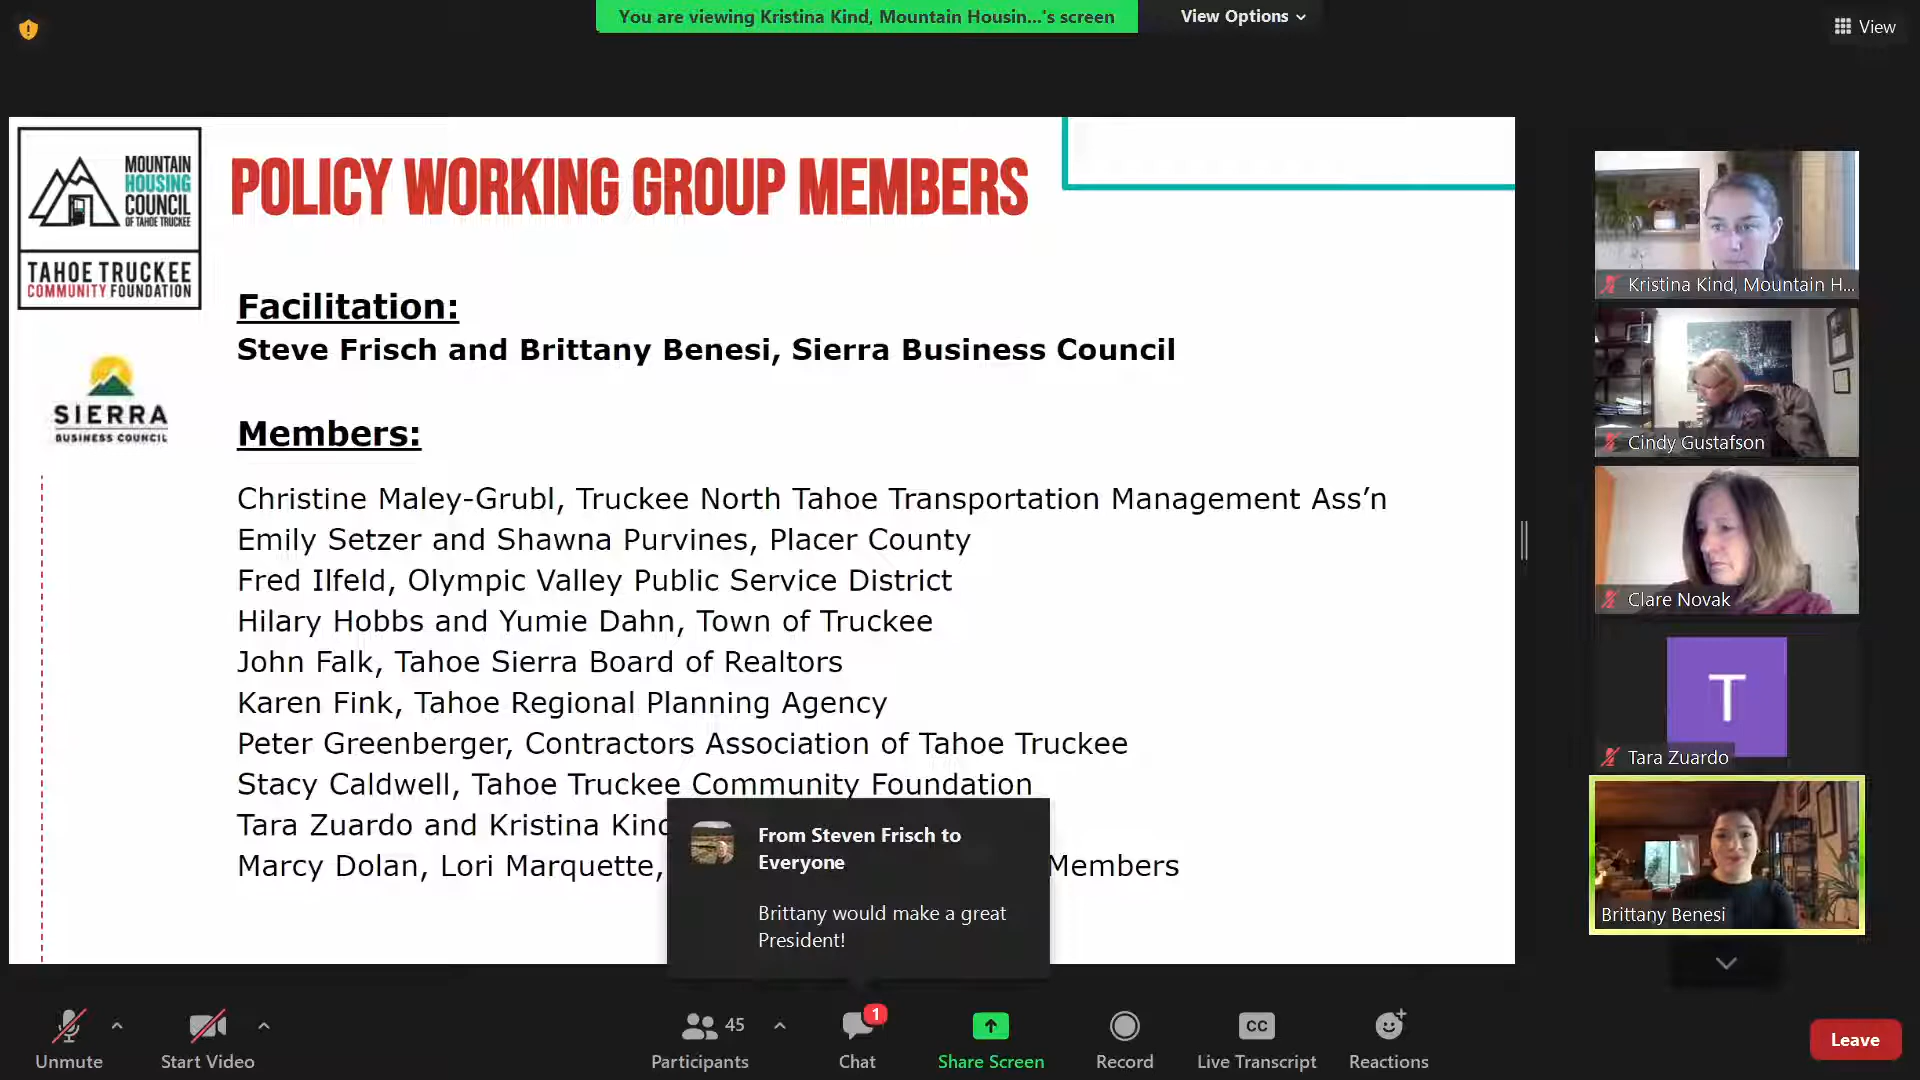 You are viewing Kristina Kind, Mountain Housin...'s screen
View Options
View
MOUNTAIN
HOUSING
COUNCIL
OF TAHOE TRUCKEE
TAHOE TRUCKEE
COMMUNITY FOUNDATION
POLICY WORKING GROUP MEMBERS
SIERRA
BUSINESS COUNCIL
Facilitation:
Steve Frisch and Brittany Benesi, Sierra Business Council
Members:
Christine Maley-Grubl, Truckee North Tahoe Transportation Management Ass’n
Emily Setzer and Shawna Purvines, Placer County
Fred Ilfeld, Olympic Valley Public Service District
Hilary Hobbs and Yumie Dahn, Town of Truckee
John Falk, Tahoe Sierra Board of Realtors
Karen Fink, Tahoe Regional Planning Agency
Peter Greenberger, Contractors Association of Tahoe Truckee
Stacy Caldwell, Tahoe Truckee Community Foundation
Tara Zuardo and Kristina Kind
Marcy Dolan, Lori Marquette, Members
From Steven Frisch to
Everyone
Brittany would make a great
President!
Kristina Kind, Mountain H...
Cindy Gustafson
Clare Novak
T
Tara Zuardo
Brittany Benesi
Unmute
Start Video
45
Participants
1
Chat
Share Screen
Record
CC
Live Transcript
Reactions
Leave